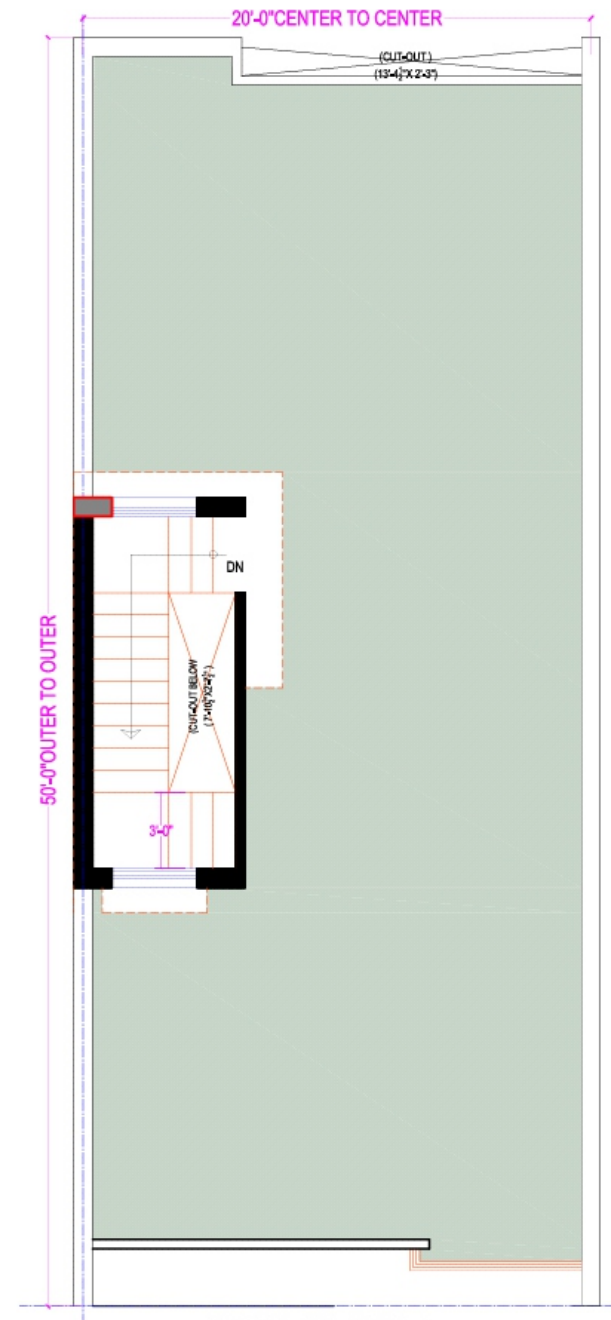 20'-0"CENTER TO CENTER
(CUT-OUT )
(13'-4½"X 2'-3")
DN
50'-0"OUTER TO OUTER
(CUT-OUT BELOW
3'-0"